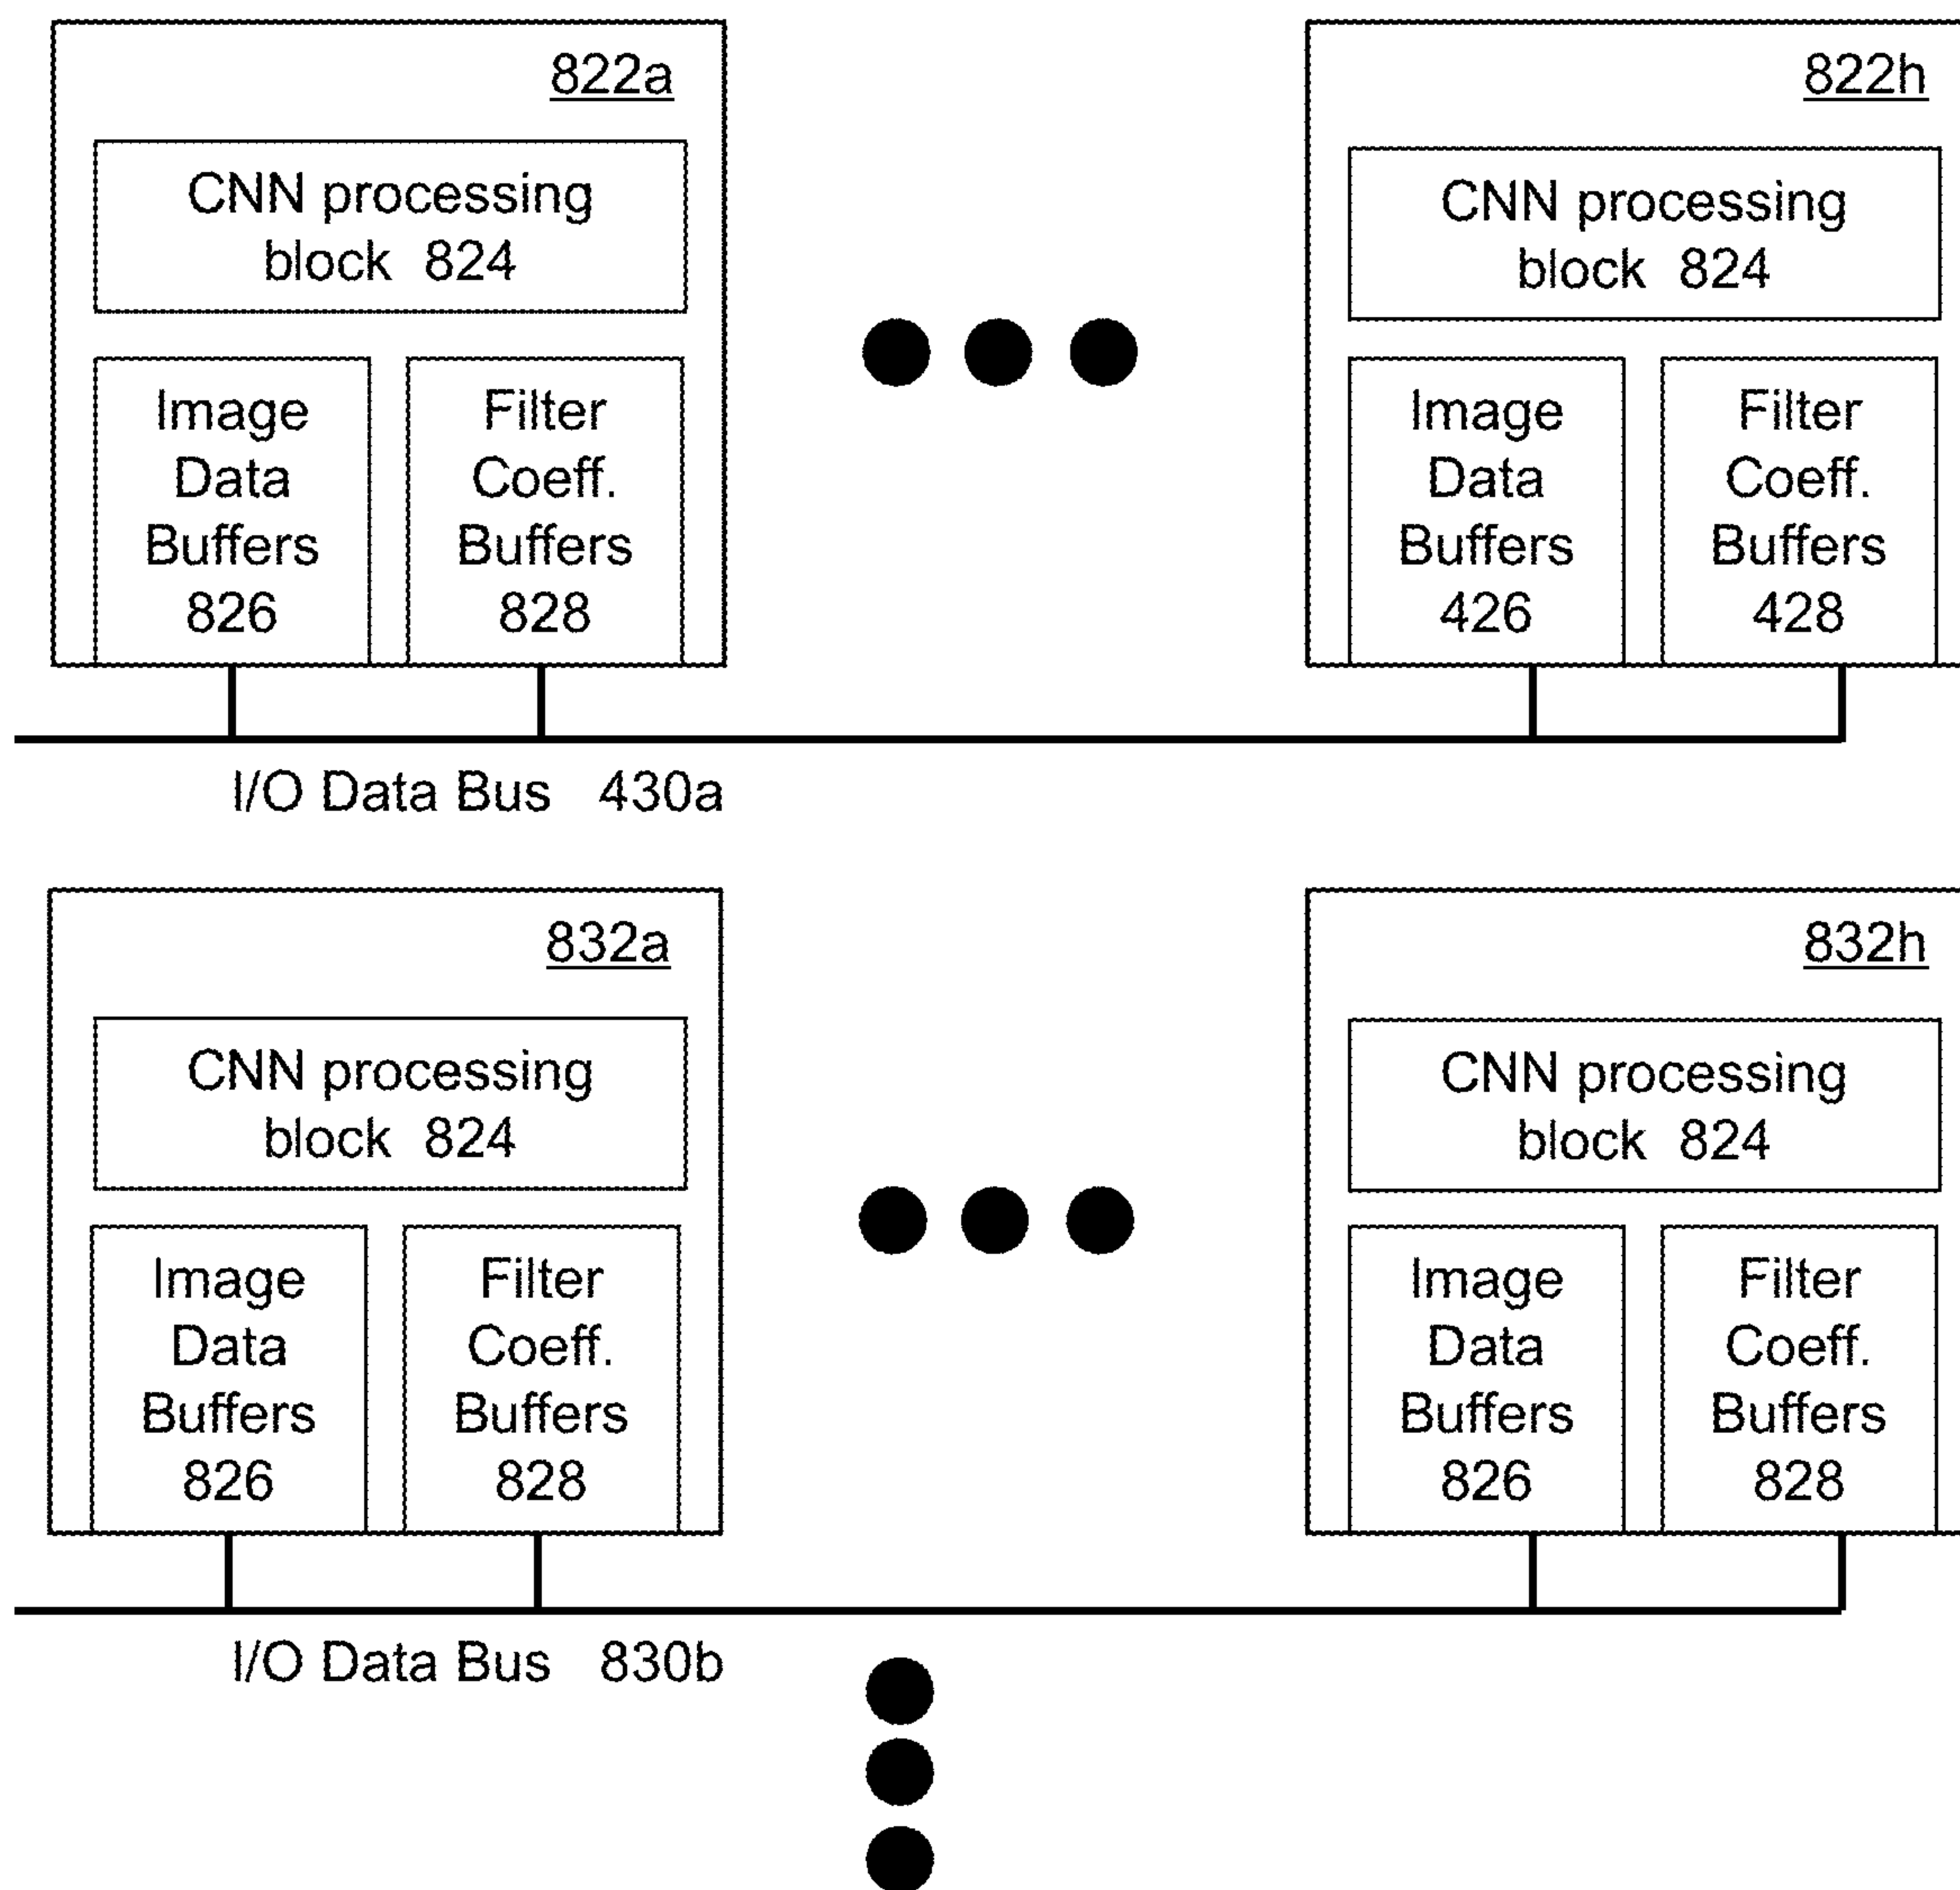 822a
CNN processing
block 824
Image
Data
Buffers
826
Filter
Coeff.
Buffers
828
822h
CNN processing
block 824
Image
Data
Buffers
426
Filter
Coeff.
Buffers
428
I/O Data Bus 430a
832a
CNN processing
block 824
Image
Data
Buffers
826
Filter
Coeff.
Buffers
828
832h
CNN processing
block 824
Image
Data
Buffers
826
Filter
Coeff.
Buffers
828
I/O Data Bus 830b